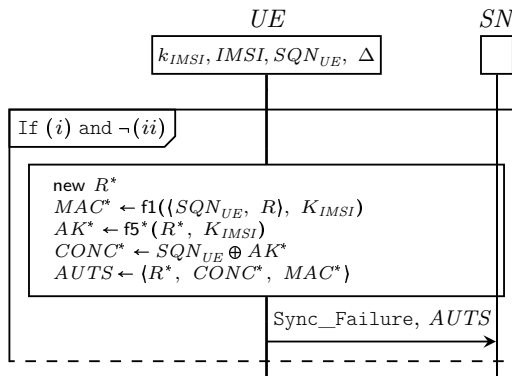 UE SN
k_IMSI, IMSI, SQN_UE, Δ
If (i) and ¬(ii)
new R*
MAC* ← f1(⟨SQN_UE, R⟩, K_IMSI)
AK* ← f5*(R*, K_IMSI)
CONC* ← SQN_UE ⊕ AK*
AUTS ← ⟨R*, CONC*, MAC*⟩
Sync_Failure, AUTS